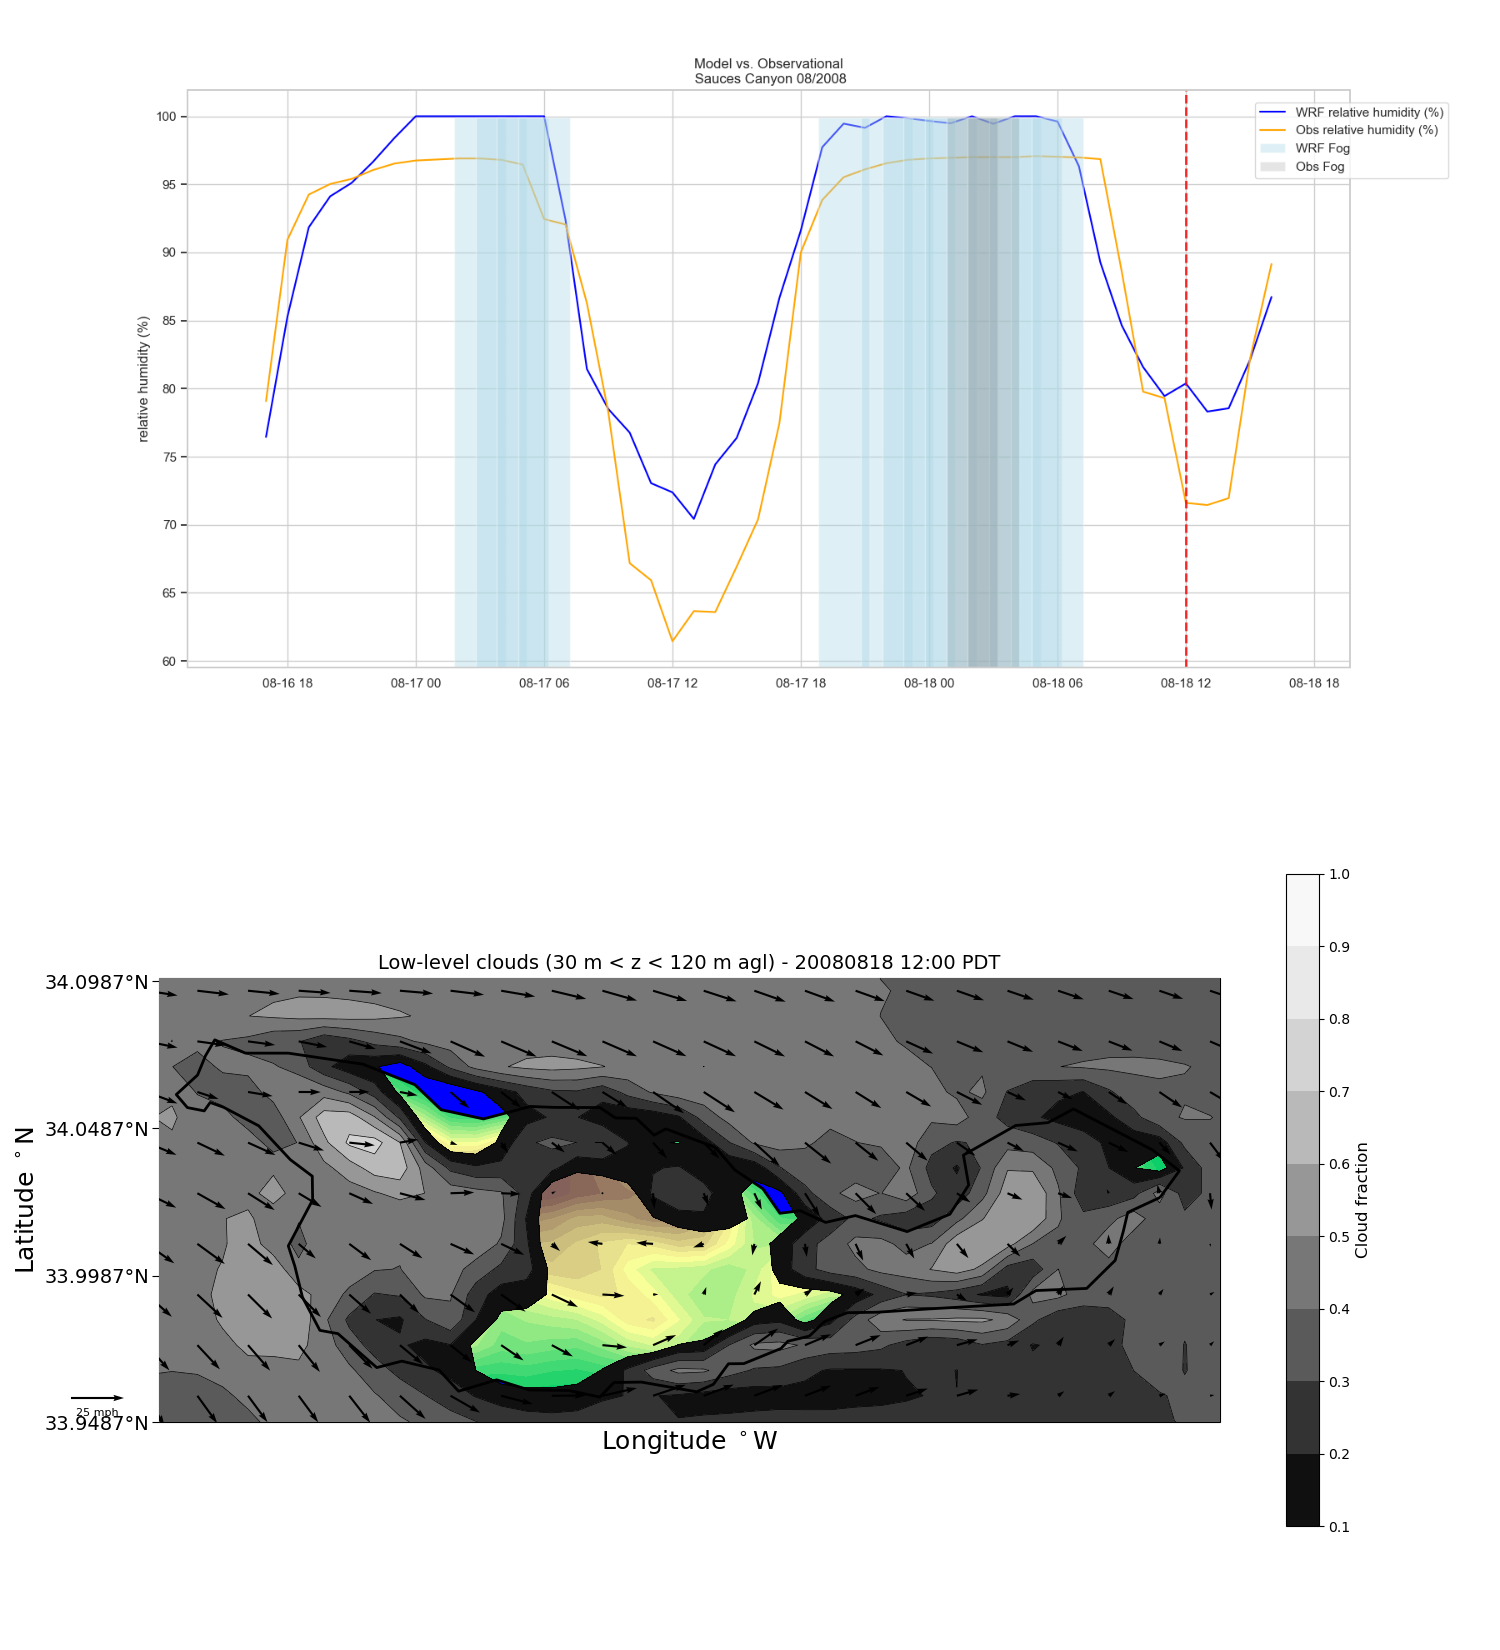 Model vs. Observational
Sauces Canyon 08/2008
100
95
90
85
80
75
70
65
60
relative humidity (%)
WRF relative humidity (%)
Obs relative humidity (%)
WRF Fog
Obs Fog
08-16 18
08-17 00
08-17 06
08-17 12
08-17 18
08-18 00
08-18 06
08-18 12
08-18 18
Low-level clouds (30 m < z < 120 m agl) - 20080818 12:00 PDT
34.0987°N
34.0487°N
33.9987°N
33.9487°N
Latitude °N
25 mph
Longitude °W
1.0
0.9
0.8
0.7
0.6
0.5
0.4
0.3
0.2
0.1
Cloud fraction